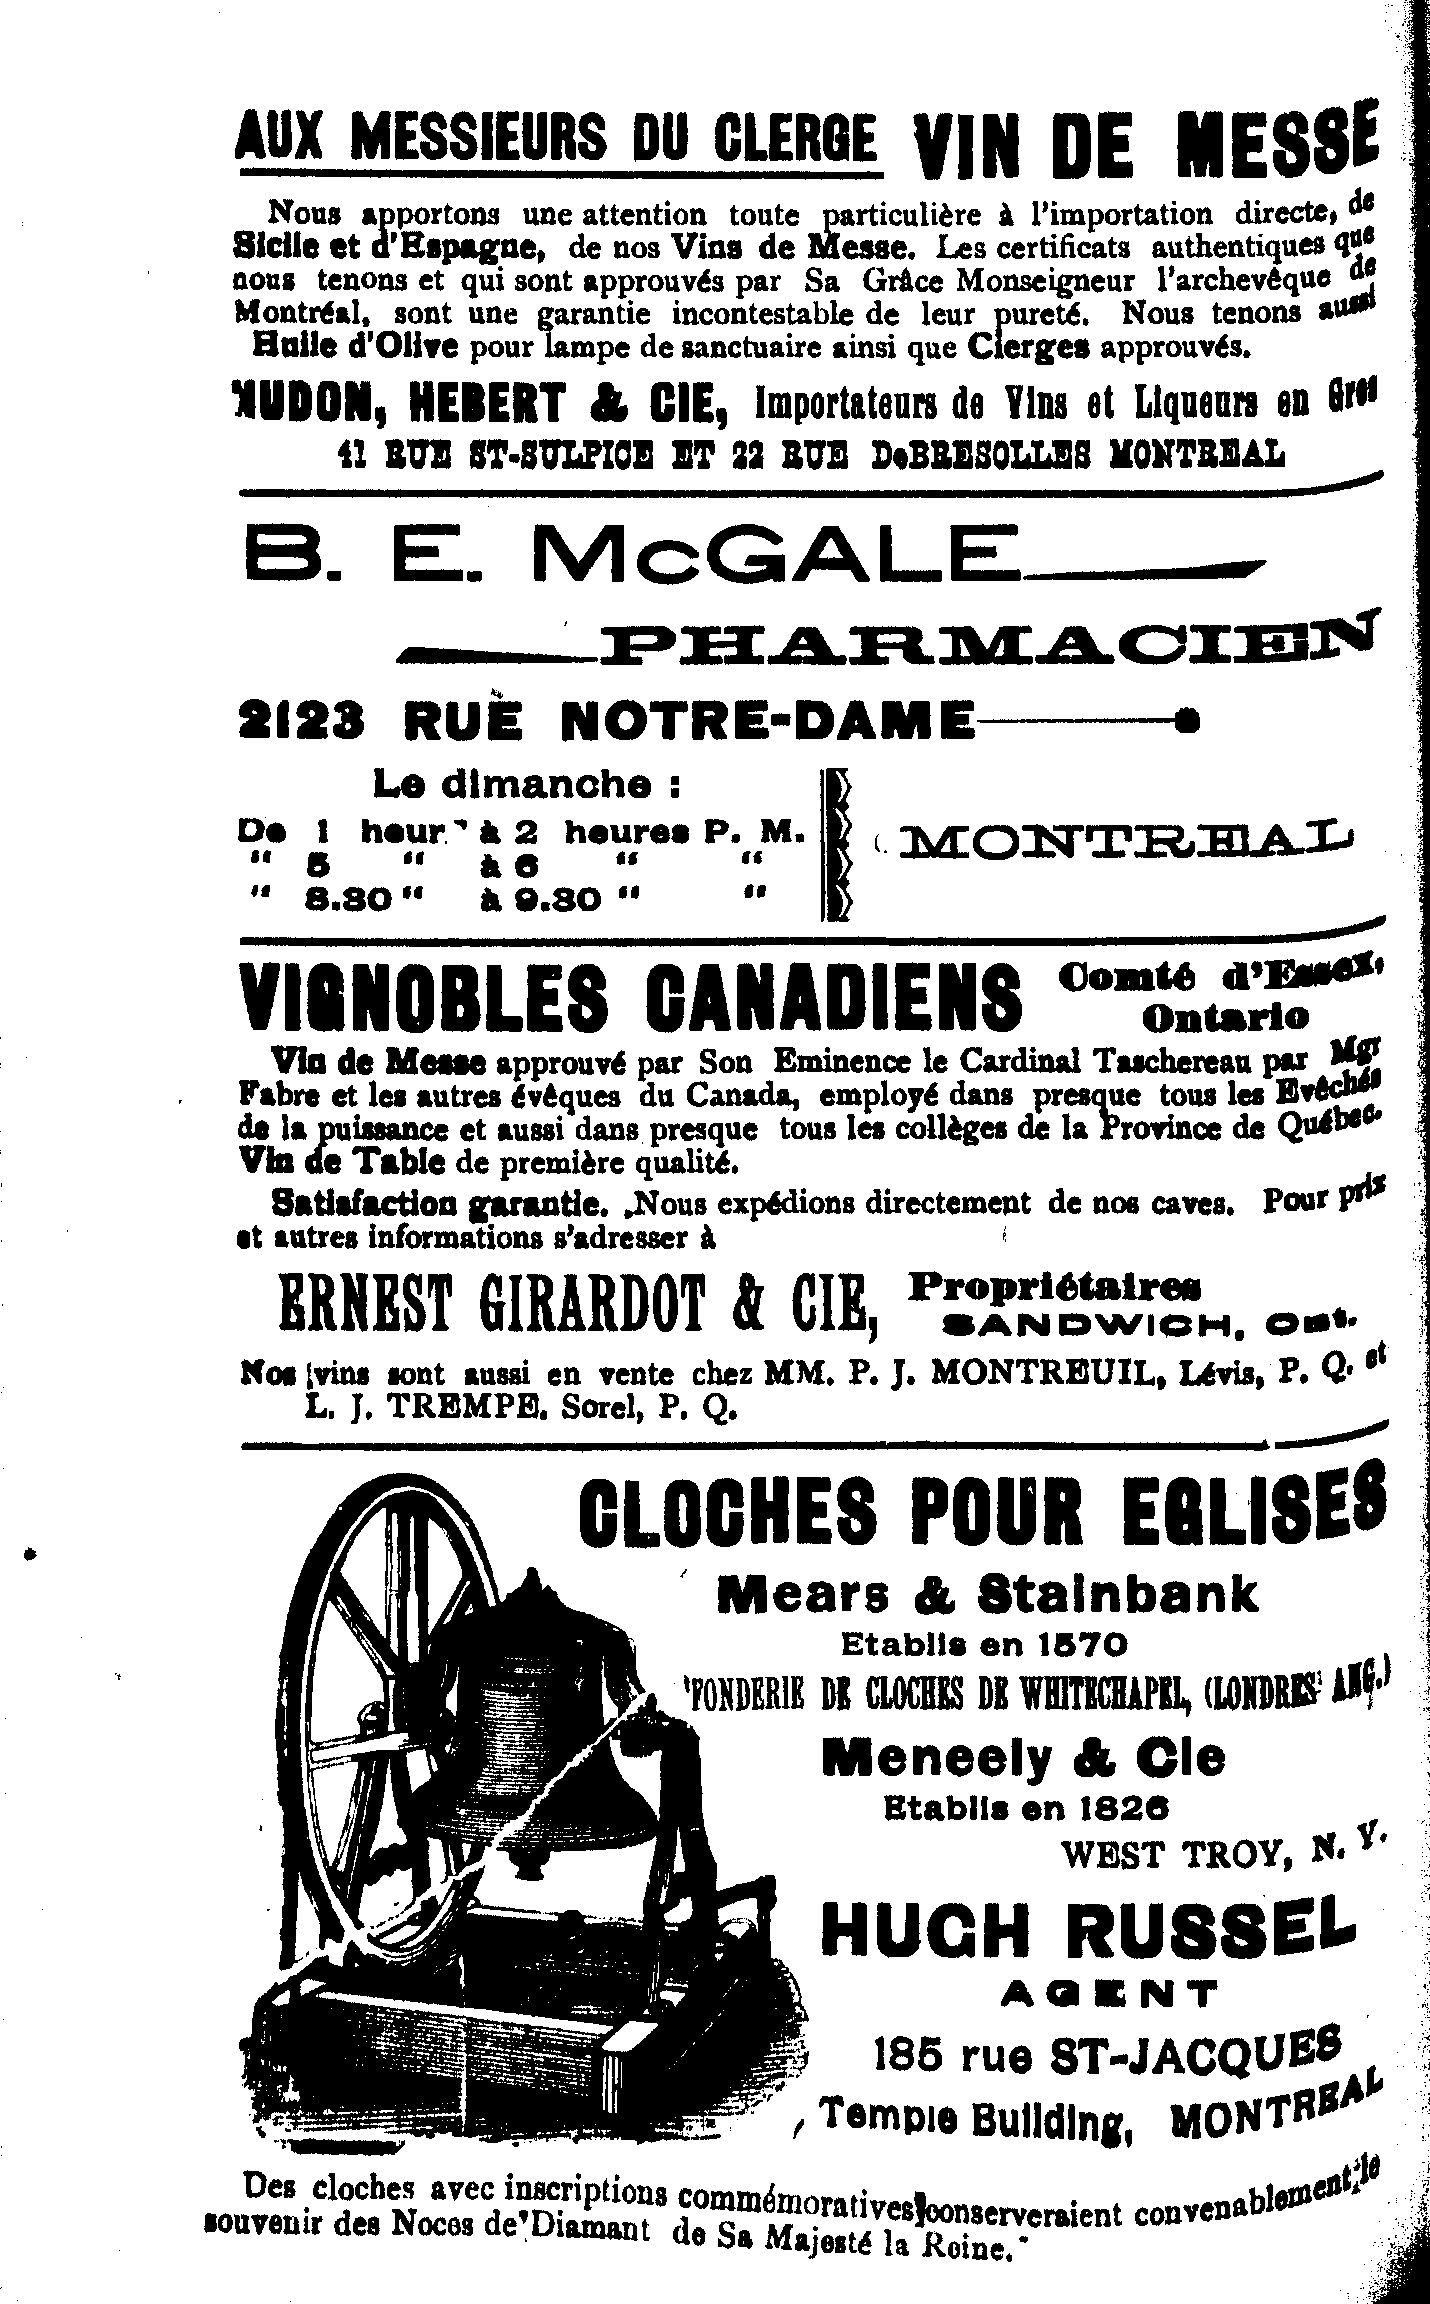 AUX MESSIEURS DU CLERGE VIN DE MESSE
Nous apportons une attention toute particulière à l'importation directe, de
Sicile et d'Espagne, de nos Vins de Messe. Les certificats authentiques que
nous tenons et qui sont approuvés par Sa Grâce Monseigneur l'archevêque de
Montréal, sont une garantie incontestable de leur pureté. Nous tenons aussi
Huile d'Olive pour lampe de sanctuaire ainsi que Cierges approuvés.
HUDON, HEBERT & CIE, Importateurs de Vins et Liqueurs en Gros
41 RUE ST-SULPICE ET 22 RUE DeBRESOLLES MONTREAL
B. E. McGALE
PHARMACIEN
2123 RUE NOTRE-DAME
Le dimanche :
De 1 heure à 2 heures P. M.
" 5 " à 6 " "
" 8.30 " à 9.30 " "
MONTREAL
VIGNOBLES CANADIENS Comté d'Essex,
Ontario
Vin de Messe approuvé par Son Eminence le Cardinal Taschereau par Mgr
Fabre et les autres évêques du Canada, employé dans presque tous les Evêchés
de la puissance et aussi dans presque tous les collèges de la Province de Québec.
Vin de Table de première qualité.
Satisfaction garantie. Nous expédions directement de nos caves. Pour prix
et autres informations s'adresser à
ERNEST GIRARDOT & CIE, Propriétaires
SANDWICH, Ont.
Nos vins sont aussi en vente chez MM. P. J. MONTREUIL, Lévis, P. Q. et
L. J. TREMPE. Sorel, P. Q.
CLOCHES POUR EGLISES
Mears & Stainbank
Etablis en 1570
FONDERIE DE CLOCHES DE WHITECHAPEL, (LONDRES ANG.)
Meneely & Cie
Etablis en 1826
WEST TROY, N. Y.
HUGH RUSSEL
AGENT
185 rue ST-JACQUES
Temple Building, MONTREAL
Des cloches avec inscriptions commémoratives conserveraient convenablement le
souvenir des Noces de Diamant de Sa Majesté la Reine.